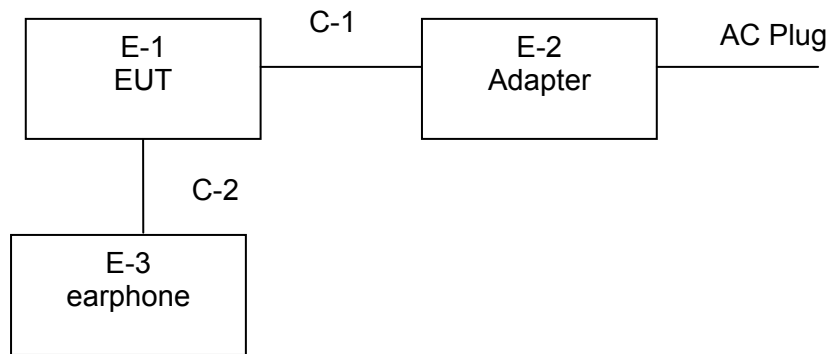 C-1
E-1
EUT
E-2
Adapter
AC Plug
C-2
E-3
earphone